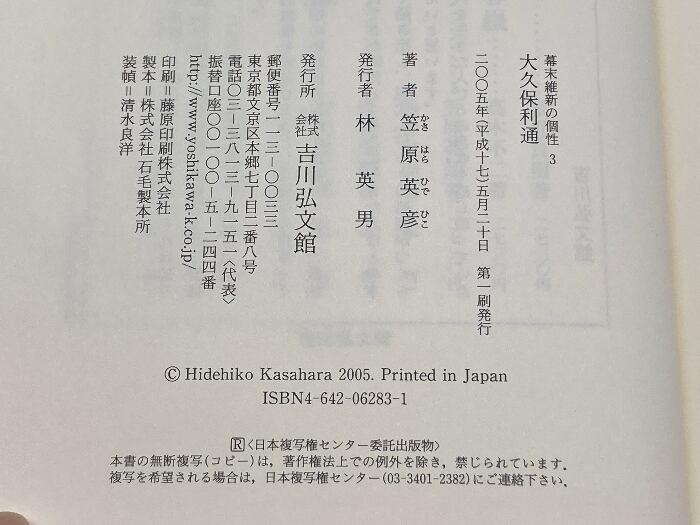 幕末維新の個性 3
大久保利通
二〇〇五年(平成十七)五月二十日 第一刷発行
著者 笠原英彦
かさ はら ひで ひこ
発行者 林英男
発行所 株式会社 吉川弘文館
郵便番号一一三−〇〇三三
東京都文京区本郷七丁目二番八号
電話〇三−三八一三−九一五一〈代表〉
振替口座〇〇一〇〇−五−二四四番
http://www.yoshikawa-k.co.jp/
印刷=藤原印刷株式会社
製本=株式会社 石毛製本所
装幀=清水良洋
© Hidehiko Kasahara 2005. Printed in Japan
ISBN4-642-06283-1
R〈日本複写権センター委託出版物〉
本書の無断複写(コピー)は,著作権法上での例外を除き,禁じられています.
複写を希望される場合は,日本複写権センター(03-3401-2382)にご連絡下さい.